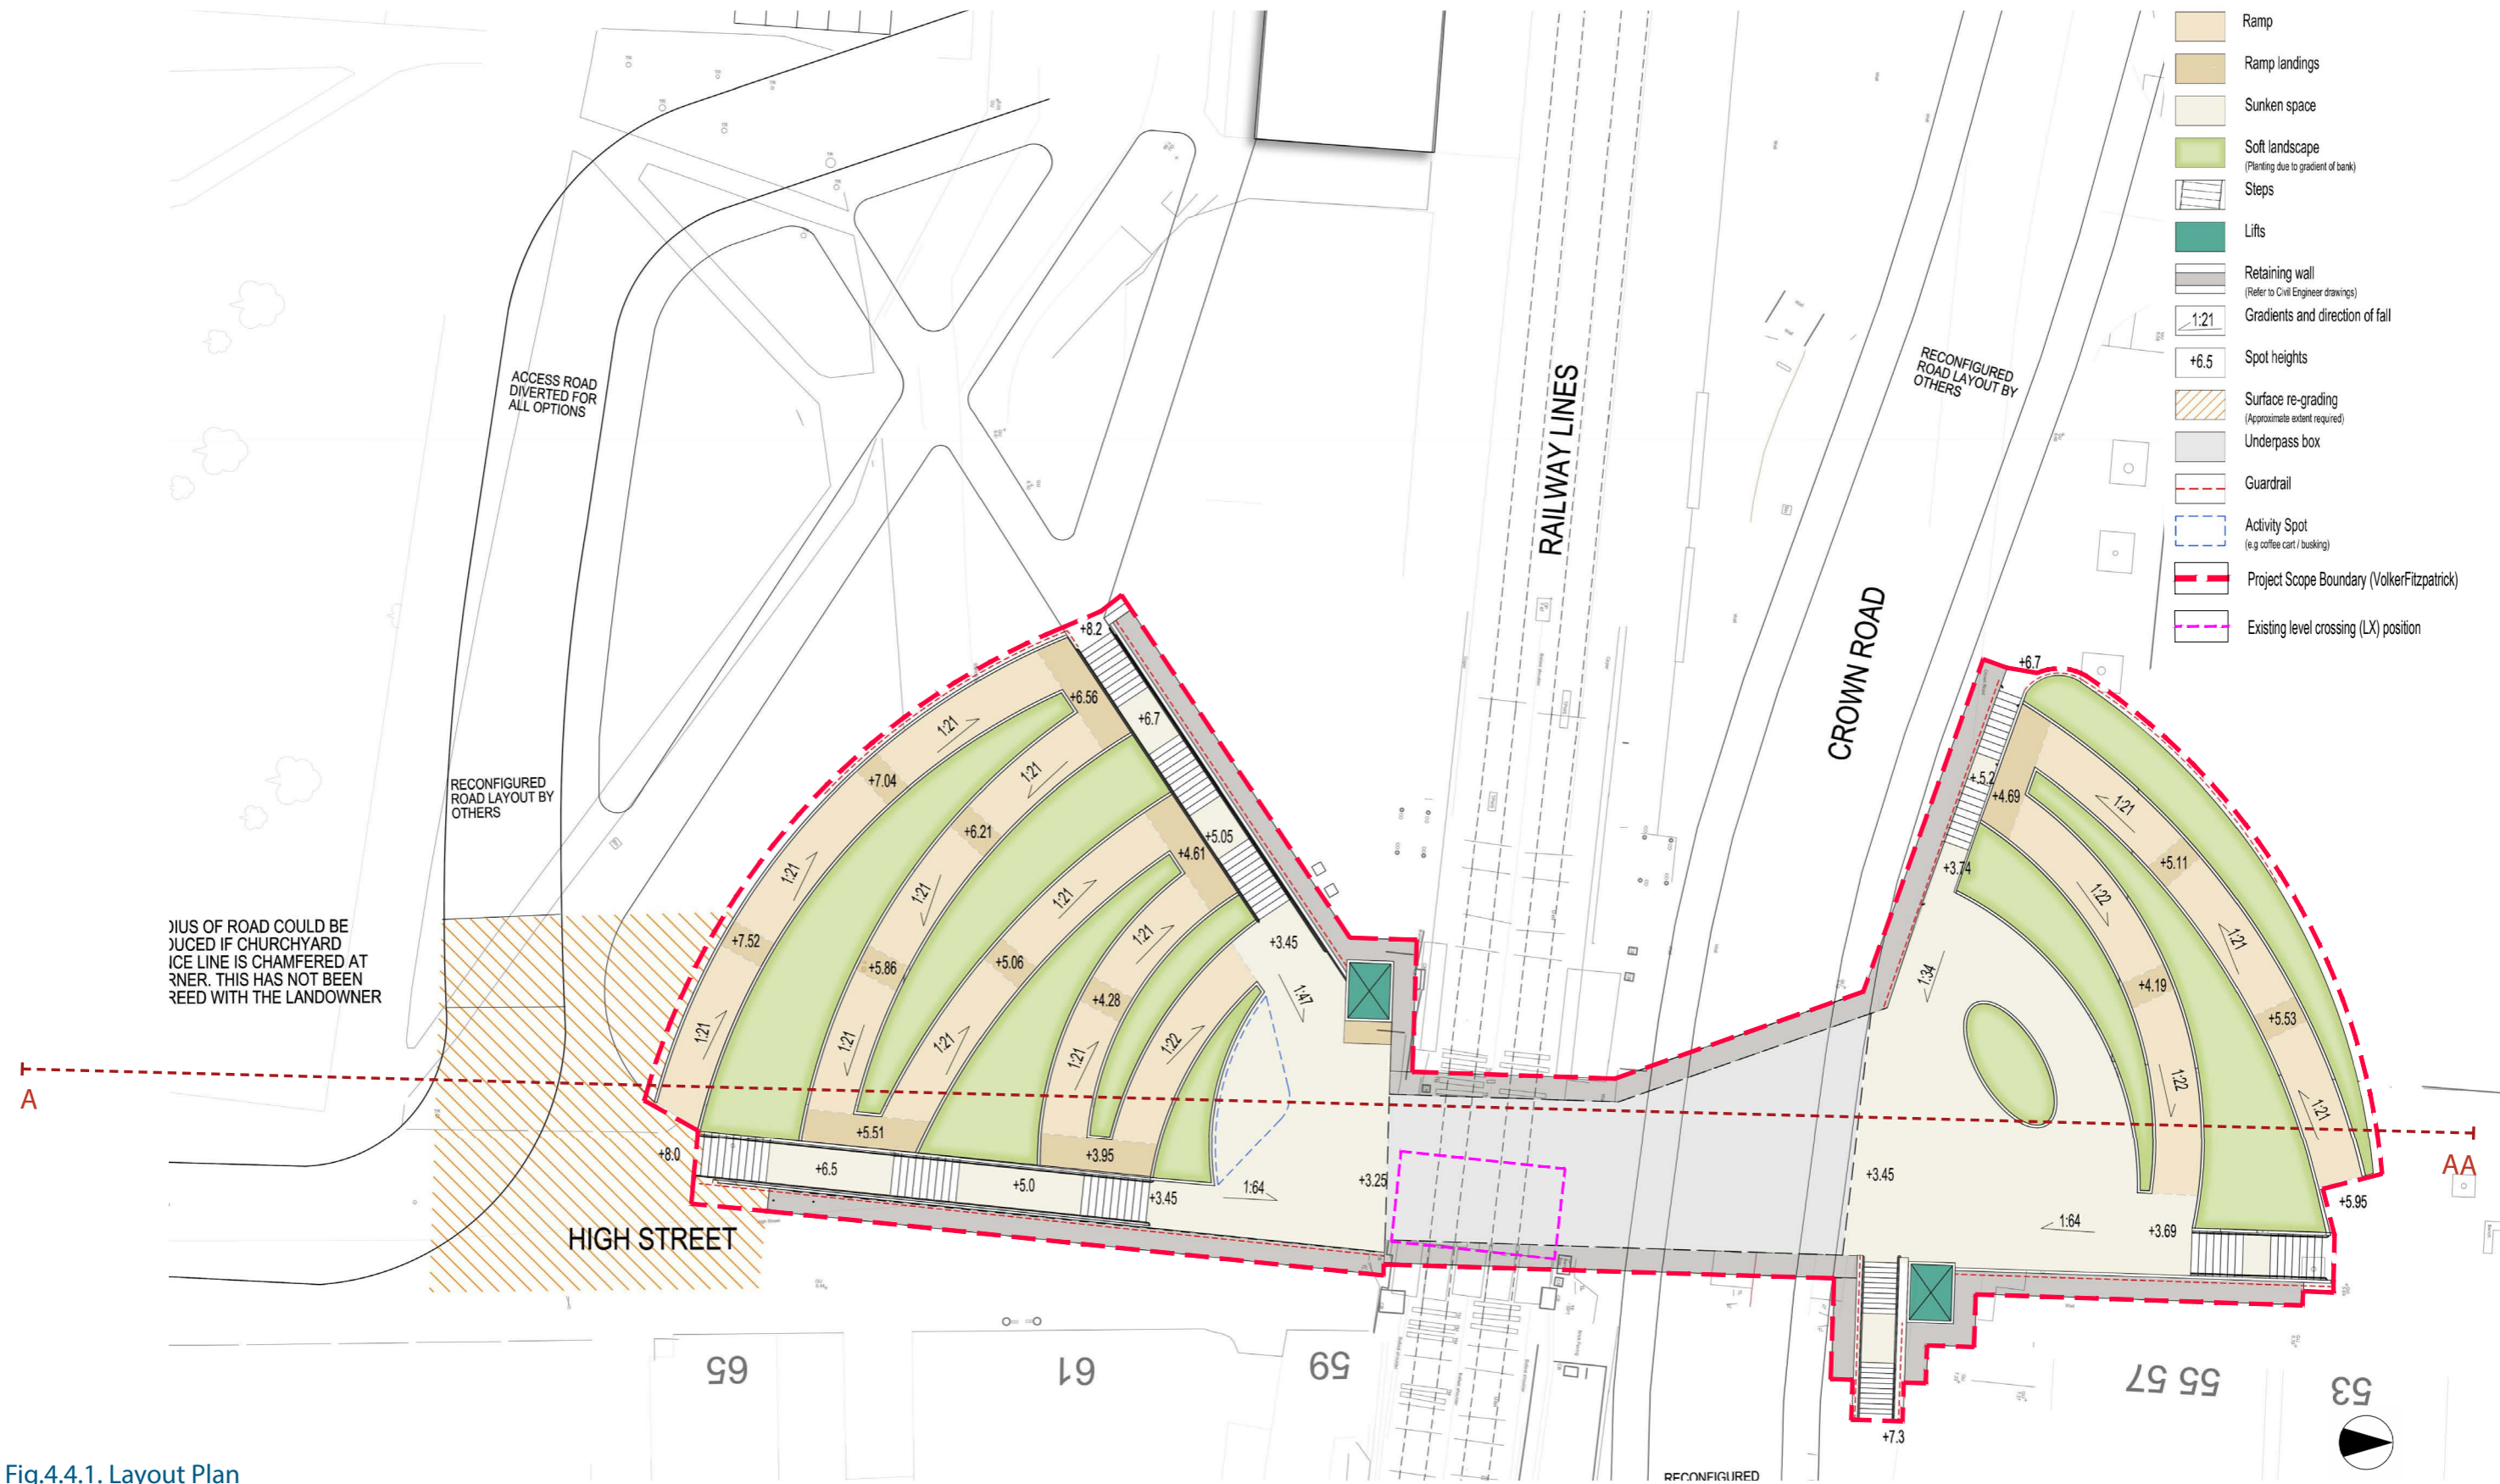 Ramp
Ramp landings
Sunken space
Soft landscape
(Planting due to gradient of bank)
Steps
Lifts
Retaining wall
(Refer to Civil Engineer drawings)
1:21
Gradients and direction of fall
+6.5
Spot heights
Surface re-grading
(Approximate extent required)
Underpass box
Guardrail
Activity Spot
(e.g coffee cart / busking)
Project Scope Boundary (VolkerFitzpatrick)
Existing level crossing (LX) position
ACCESS ROAD
DIVERTED FOR
ALL OPTIONS
RECONFIGURED
ROAD LAYOUT BY
OTHERS
RAILWAY LINES
RECONFIGURED
ROAD LAYOUT BY
OTHERS
CROWN ROAD
DIUS OF ROAD COULD BE
DUCED IF CHURCHYARD
NCE LINE IS CHAMFERED AT
RNER. THIS HAS NOT BEEN
REED WITH THE LANDOWNER
+8.2
+6.56
+6.7
1:21
+7.04
1:21
+6.21
+5.05
1:21
1:21
+4.61
1:21
+7.52
+5.86
+5.06
1:21
+3.45
+4.28
1:47
1:21
1:21
1:21
1:21
1:22
+5.51
+3.95
+8.0
+6.5
+5.0
+3.45
1:64
+3.25
+6.7
+.5.2
+4.69
1:21
+3.74
+5.11
1:22
1:21
1:34
+4.19
+5.53
1:22
1:21
+3.45
1:64
+3.69
+5.95
+7.3
A
AA
HIGH STREET
65
61
59
55 57
53
RECONFIGURED
Fig.4.4.1. Layout Plan